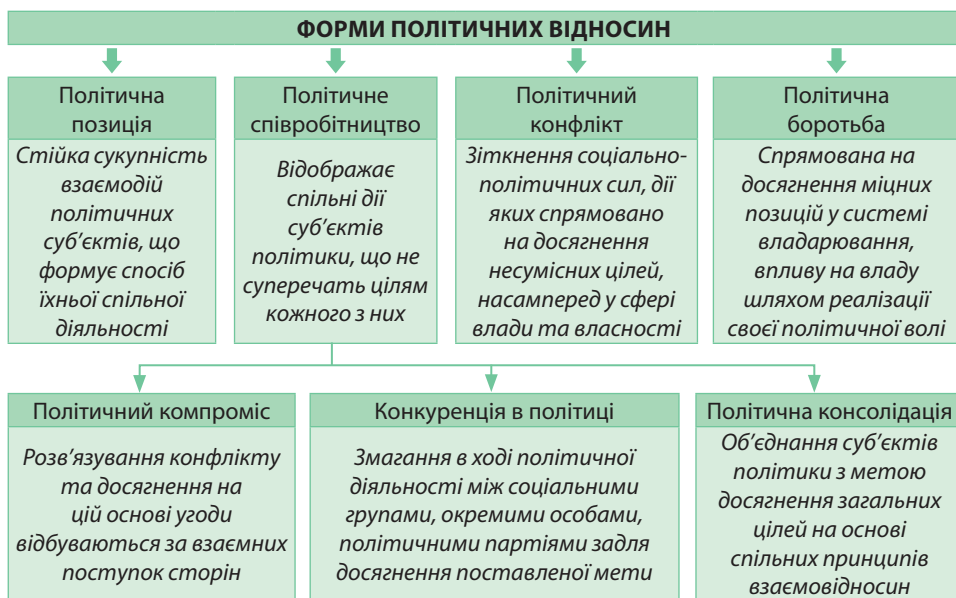 ФОРМИ ПОЛІТИЧНИХ ВІДНОСИН
Політична
позиція
Стійка сукупність
взаємодій
політичних
суб’єктів, що
формує спосіб
їхньої спільної
діяльності
Політичне
співробітництво
Відображає
спільні дії
суб’єктів
політики, що не
суперечать цілям
кожного з них
Політичний
конфлікт
Зіткнення соціально-
політичних сил, дії
яких спрямовано
на досягнення
несумісних цілей,
насамперед у сфері
влади та власності
Політична
боротьба
Спрямована на
досягнення міцних
позицій у системі
владарювання,
впливу на владу
шляхом реалізації
своєї політичної волі
Політичний компроміс
Розв’язування конфлікту
та досягнення на
цій основі угоди
відбуваються за взаємних
поступок сторін
Конкуренція в політиці
Змагання в ході політичної
діяльності між соціальними
групами, окремими особами,
політичними партіями задля
досягнення поставленої мети
Політична консолідація
Об’єднання суб’єктів
політики з метою
досягнення загальних
цілей на основі
спільних принципів
взаємовідносин